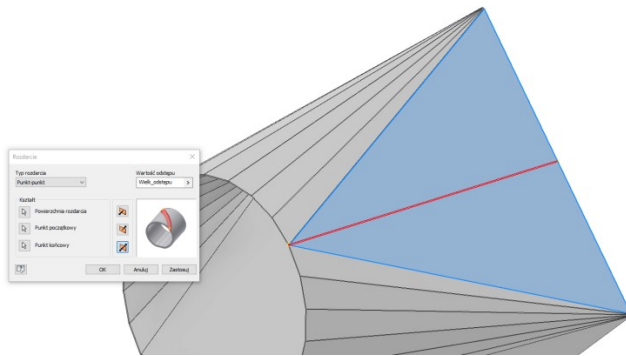 Rozdarcie
Typ rozdarcia
Wartość odstępu
Punkt-punkt
Wielk_odstępu
Kształt
Powierzchnia rozdarcia
Punkt początkowy
Punkt końcowy
OK
Anuluj
Zastosuj